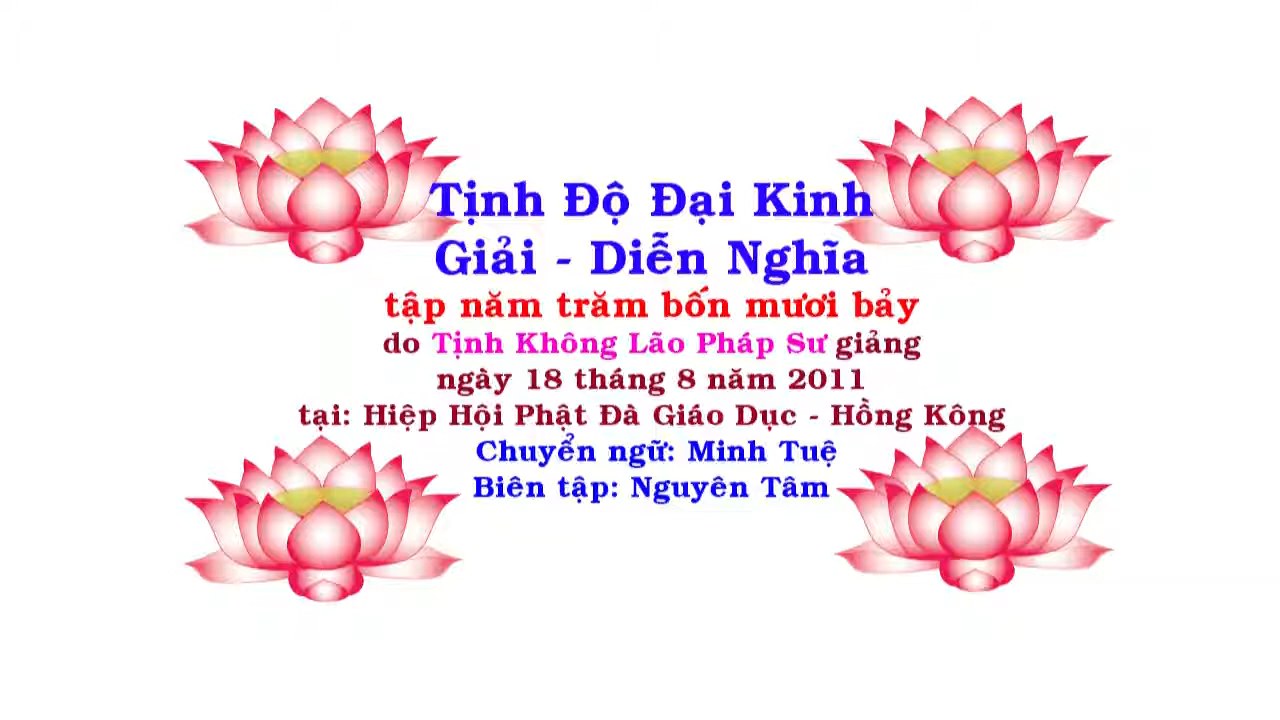 Tịnh Độ Đại Kinh
Giải - Diễn Nghĩa
tập năm trăm bốn mươi bảy
do Tịnh Không Lão Pháp Sư giảng
ngày 18 tháng 8 năm 2011
tại: Hiệp Hội Phật Đà Giáo Dục - Hồng Kông
Chuyển ngữ: Minh Tuệ
Biên tập: Nguyên Tâm